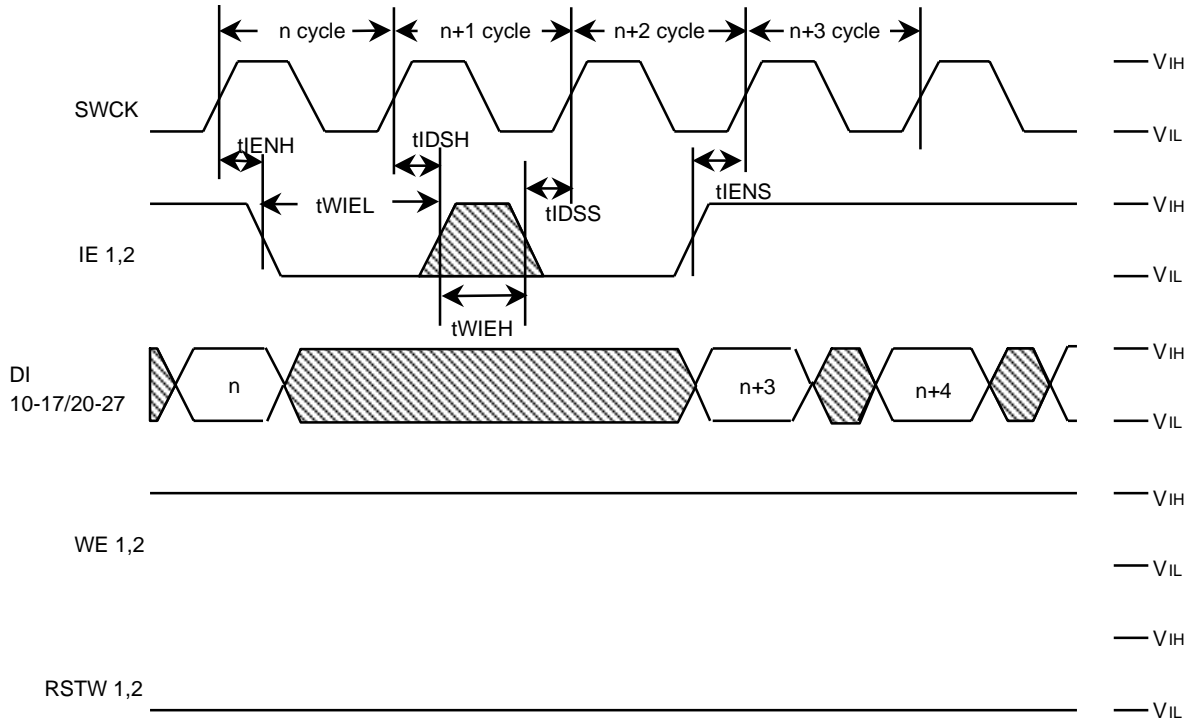 n cycle n+1 cycle n+2 cycle n+3 cycle
VIH
SWCK
VIL
tIENH tIDSH
tIENS
tWIEL tIDSS VIH
IE 1,2
VIL
tWIEH
VIH
DI
10-17/20-27
n n+3 n+4
VIL
VIH
WE 1,2
VIL
VIH
RSTW 1,2
VIL